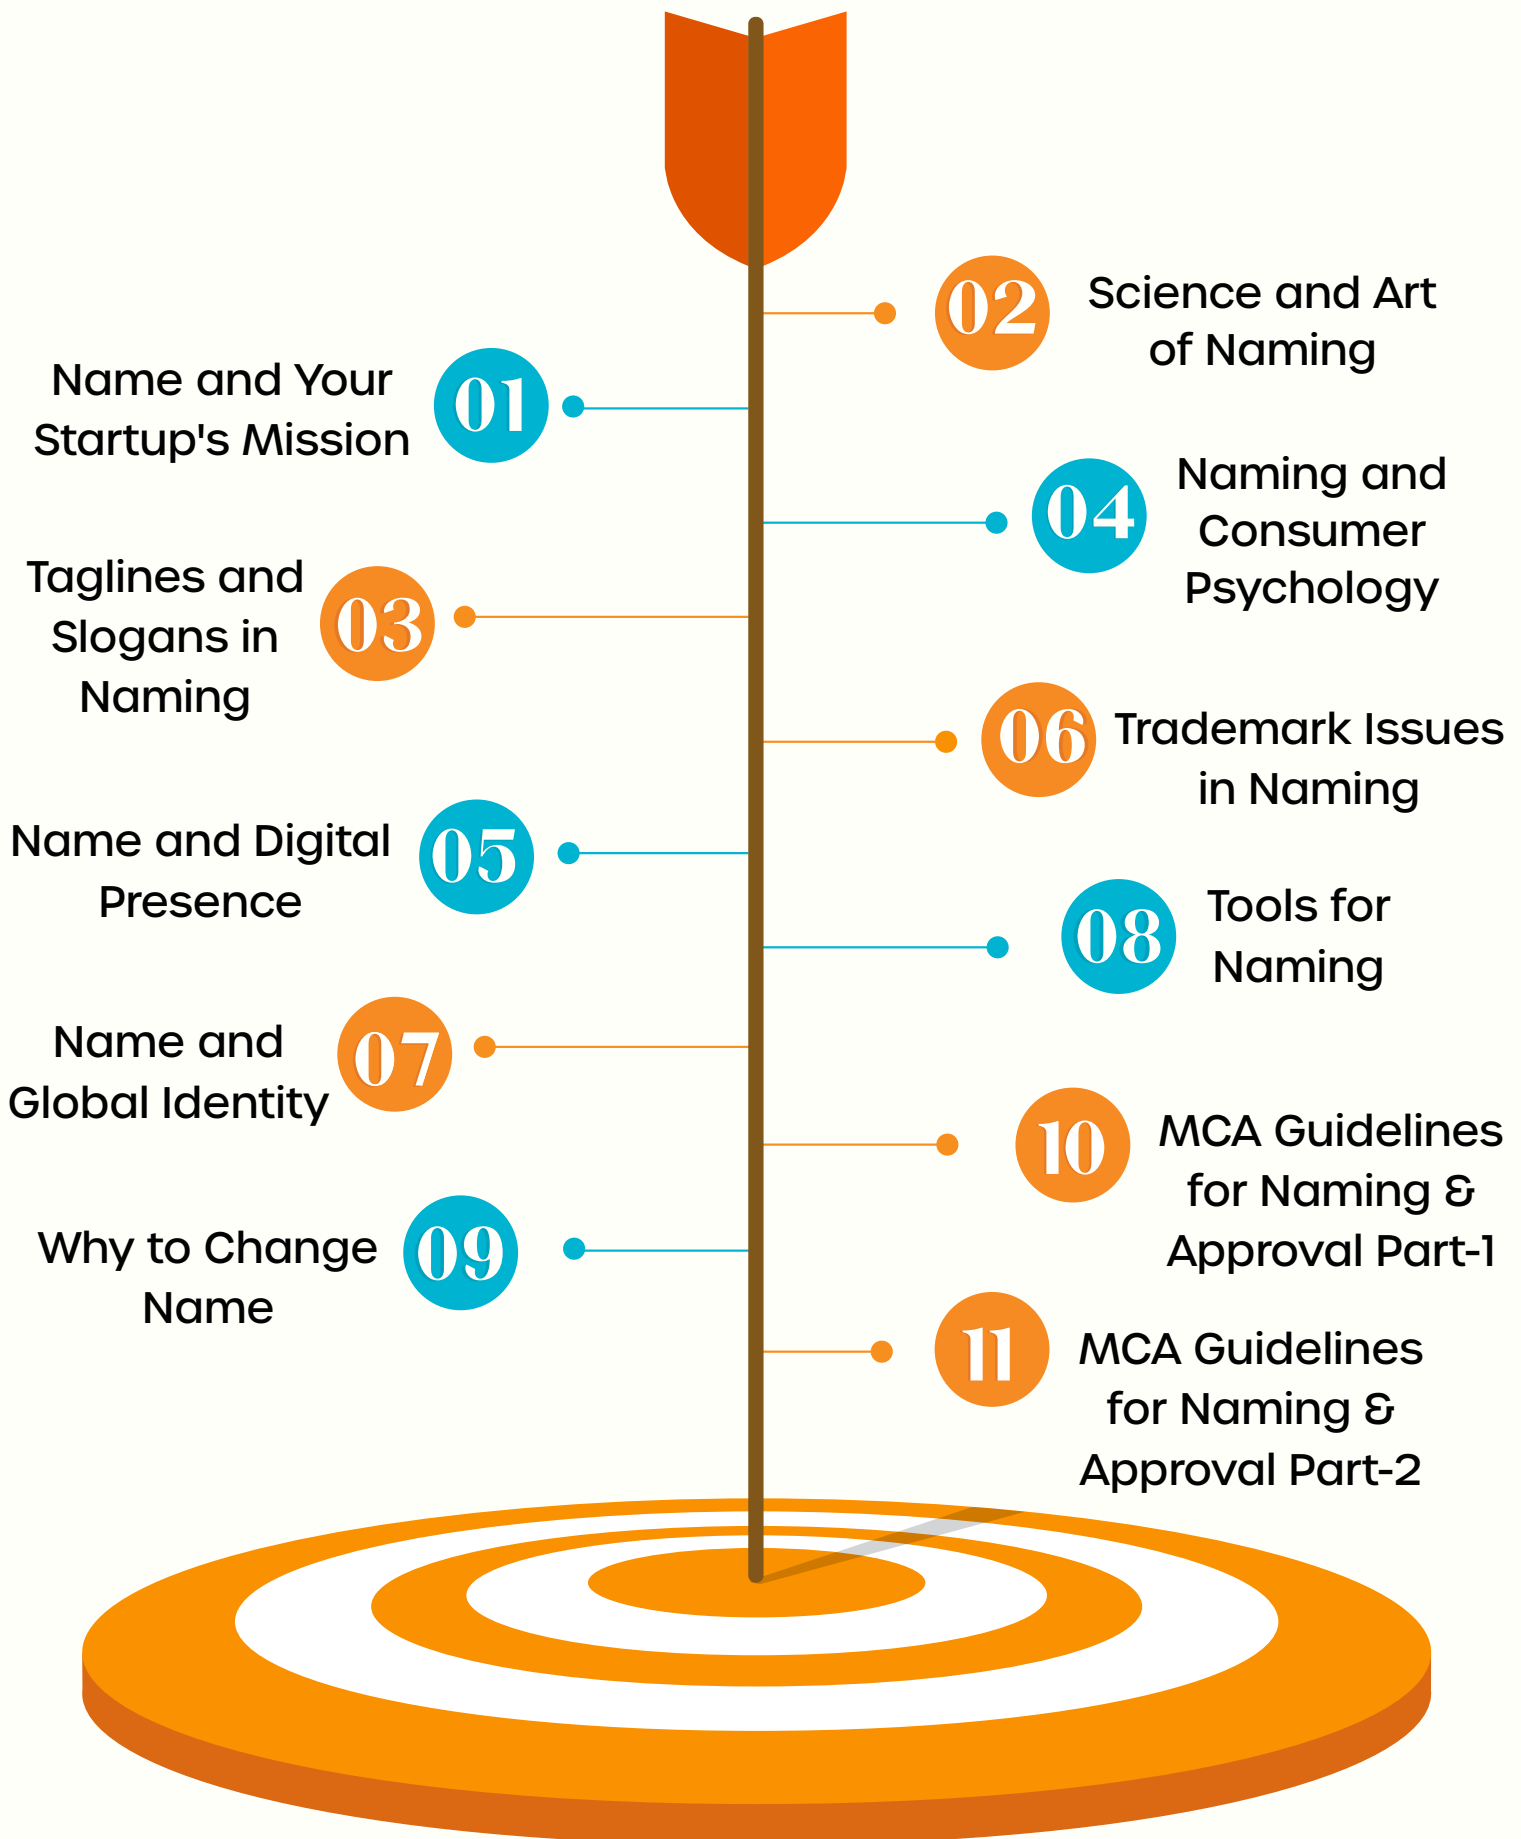 01
Name and Your
Startup's Mission
02
Science and Art
of Naming
03
Taglines and
Slogans in
Naming
04
Naming and
Consumer
Psychology
05
Name and Digital
Presence
06
Trademark Issues
in Naming
07
Name and
Global Identity
08
Tools for
Naming
09
Why to Change
Name
10
MCA Guidelines
for Naming &
Approval Part-1
11
MCA Guidelines
for Naming &
Approval Part-2